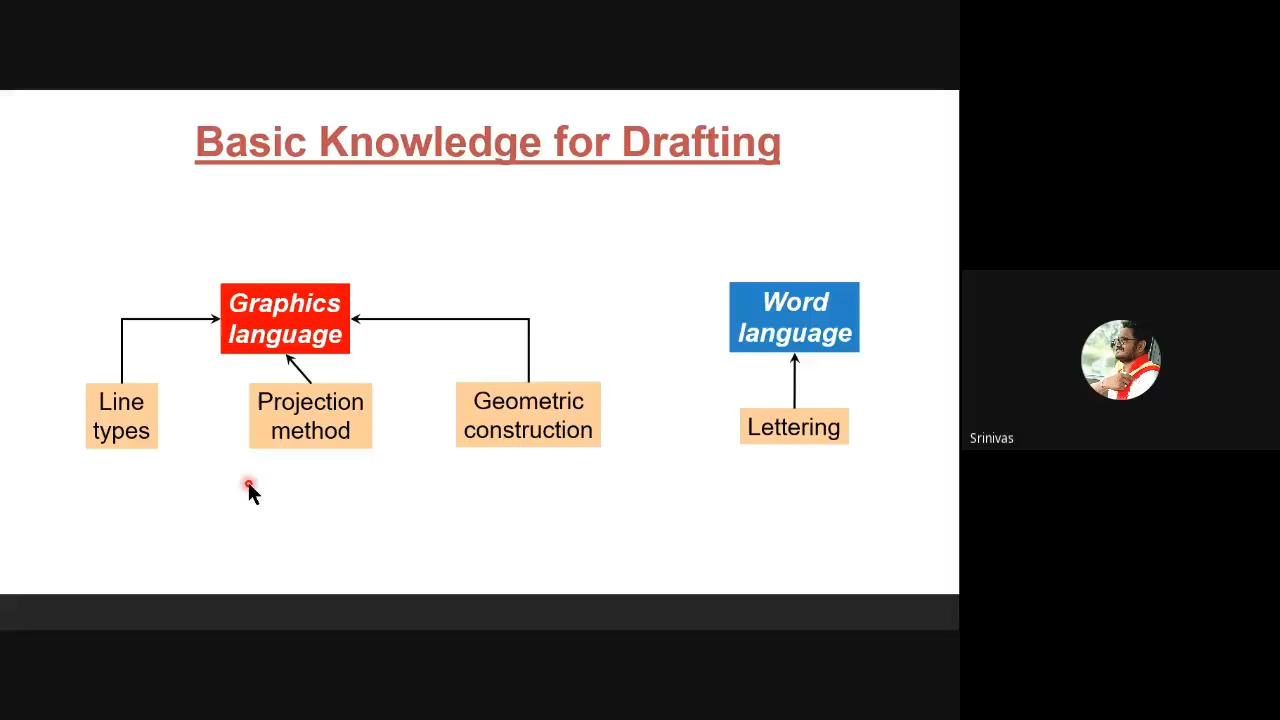 Basic Knowledge for Drafting
Graphics
language
Word
language
Line
types
Projection
method
Geometric
construction
Lettering
Srinivas